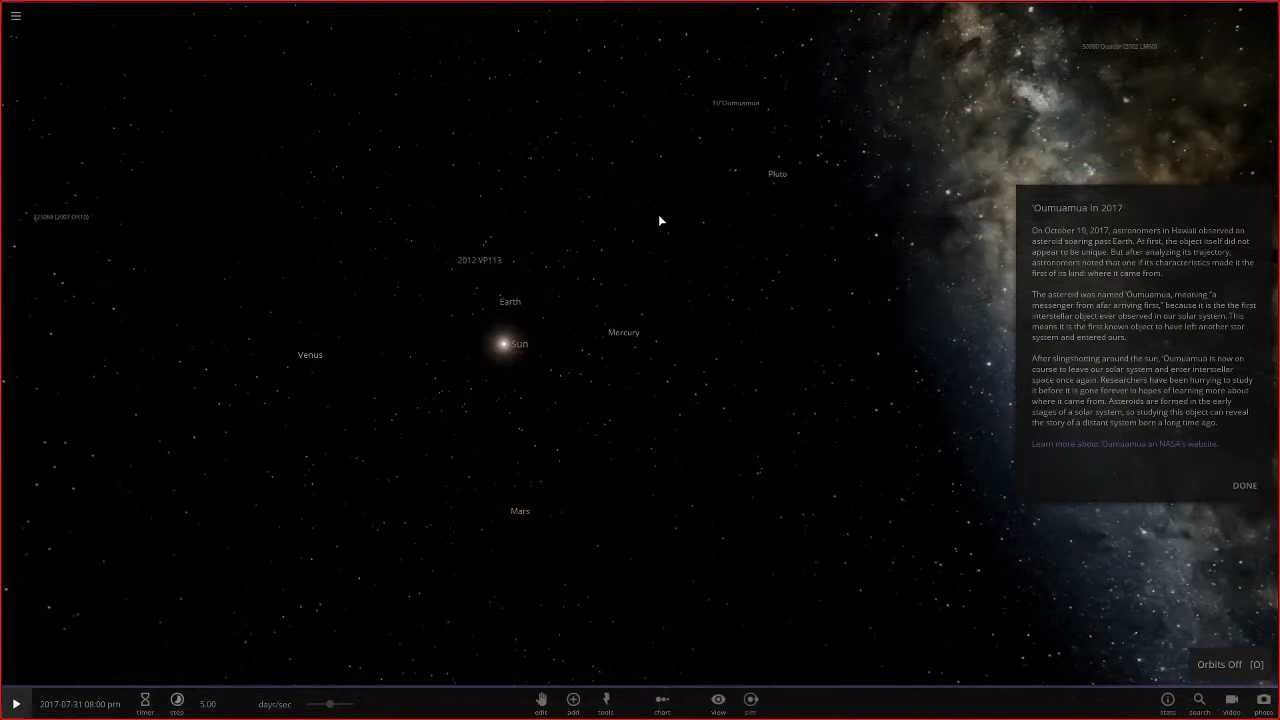 50000 Quaoar (2002 LM60)
1I/'Oumuamua
Pluto
225088 (2007 OR10)
2012 VP113
Earth
Mercury
Sun
Venus
Mars
'Oumuamua in 2017
On October 19, 2017, astronomers in Hawaii observed an
asteroid soaring past Earth. At first, the object itself did not
appear to be unique. But after analyzing its trajectory,
astronomers noted that one if its characteristics made it the
first of its kind: where it came from.
The asteroid was named 'Oumuamua, meaning "a
messenger from afar arriving first," because it is the the first
interstellar object ever observed in our solar system. This
means it is the first known object to have left another star
system and entered ours.
After slingshotting around the sun, 'Oumuamua is now on
course to leave our solar system and enter interstellar
space once again. Researchers have been hurrying to study
it before it is gone forever in hopes of learning more about
where it came from. Asteroids are formed in the early
stages of a solar system, so studying this object can reveal
the story of a distant system born a long time ago.
Learn more about 'Oumuamua on NASA's website.
DONE
Orbits Off [O]
2017-07-31 08:00 pm
timer
step
5.00
days/sec
edit
add
tools
chart
view
sim
stats
search
video
photo